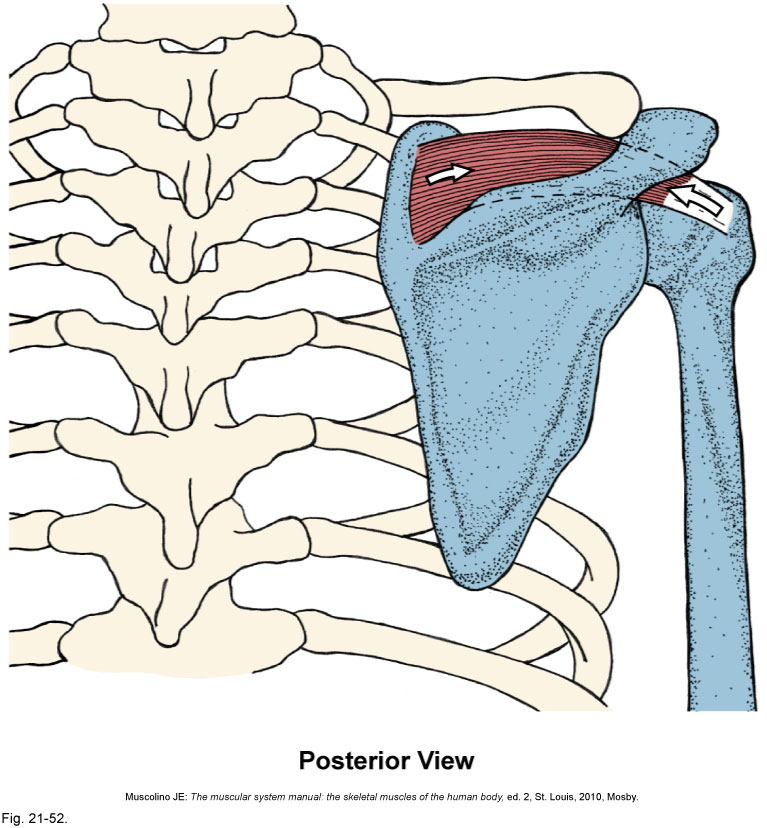 Posterior View
Muscolino JE: The muscular system manual: the skeletal muscles of the human body, ed. 2, St. Louis, 2010, Mosby.
Fig. 21-52.